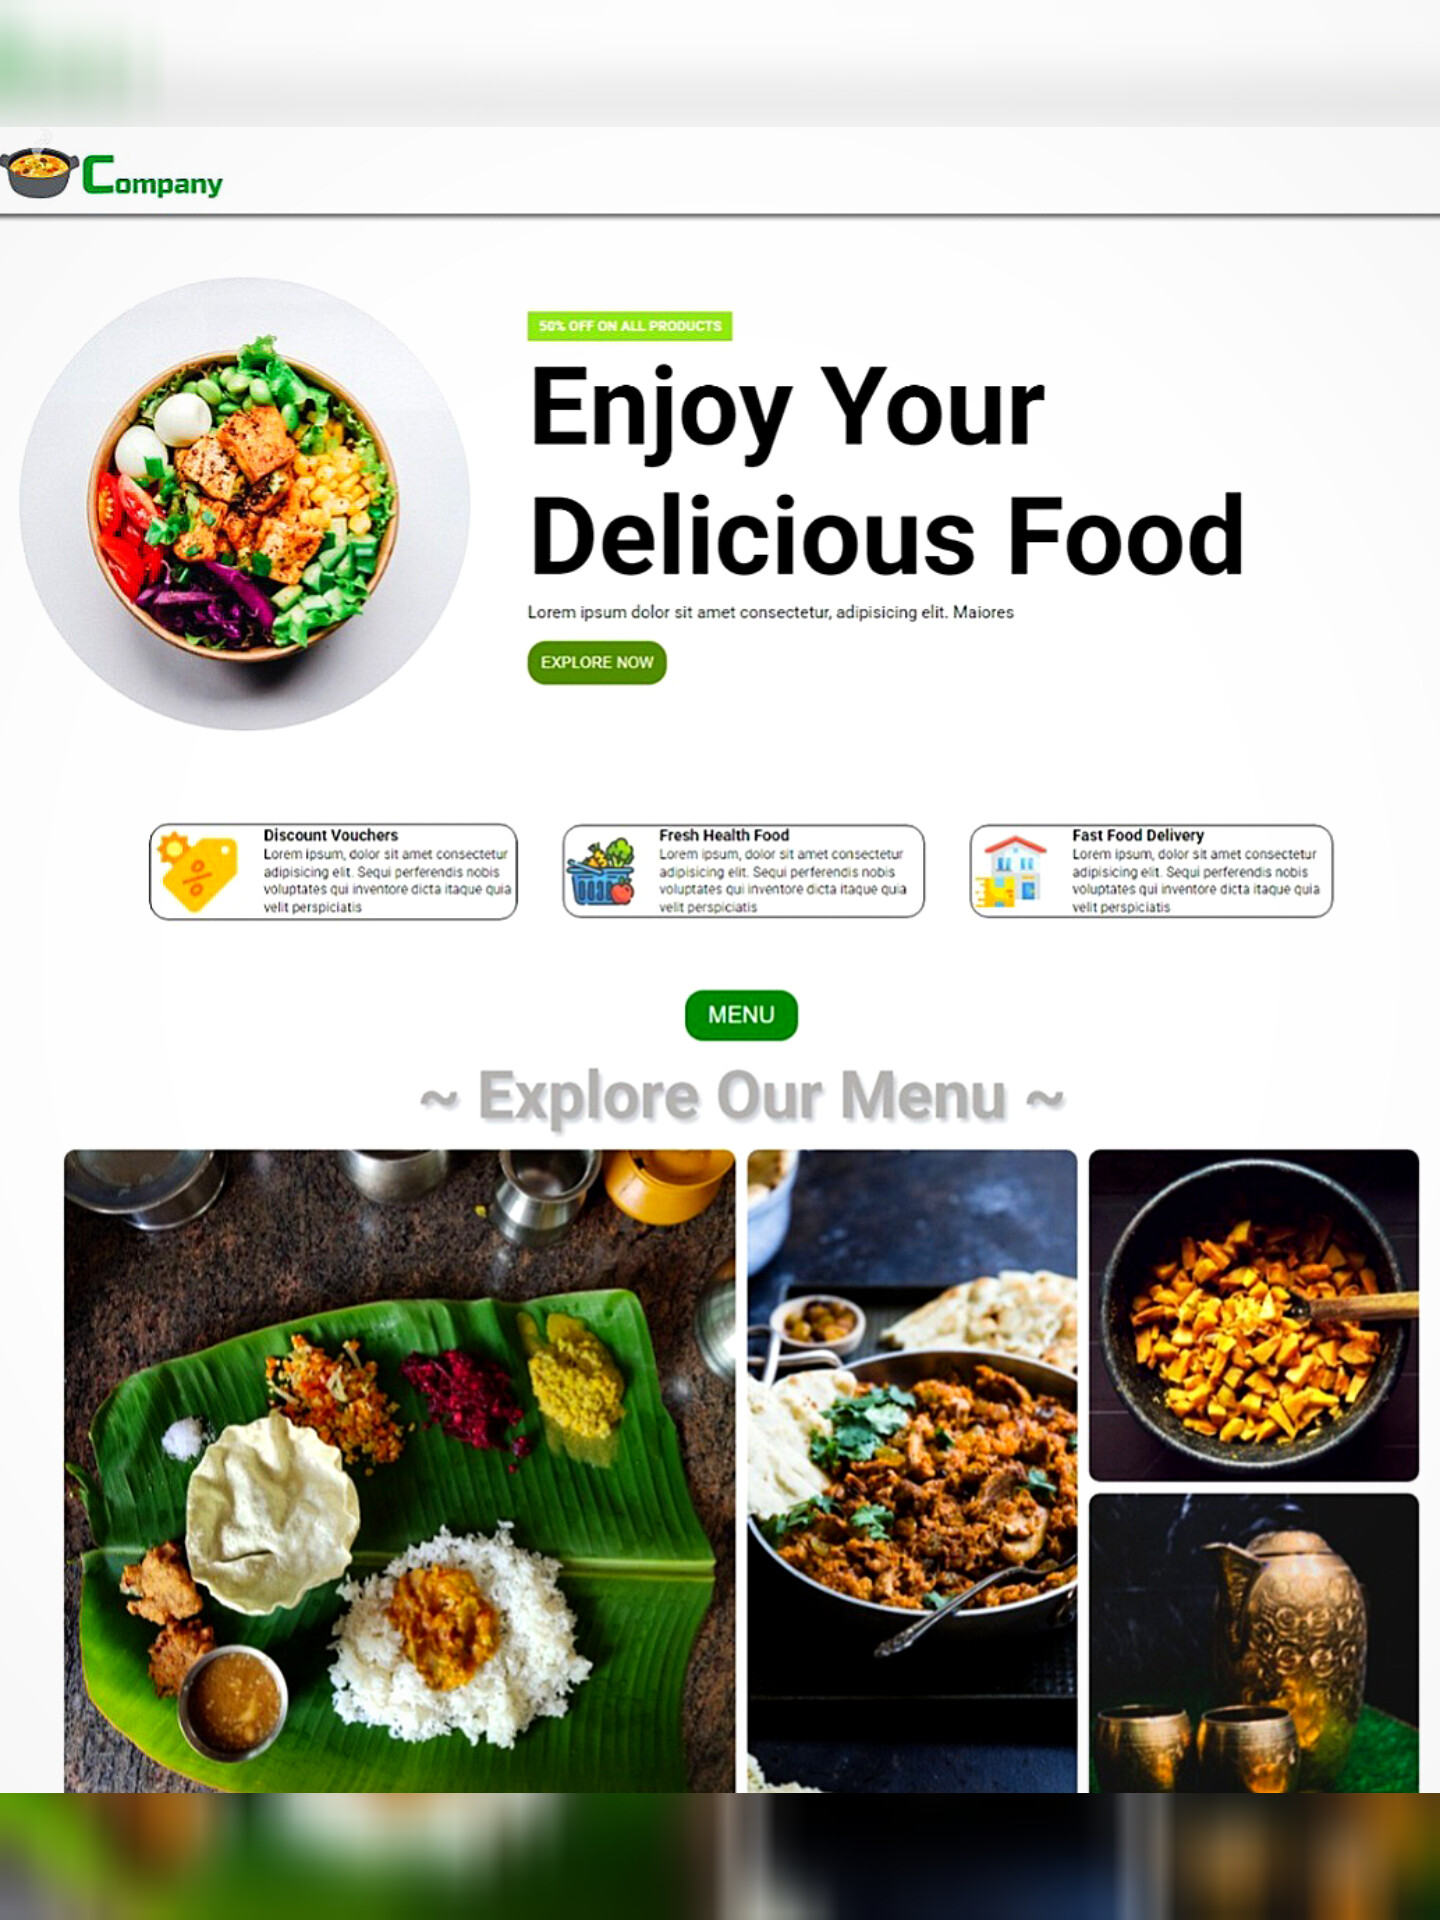 Company
50% OFF ON ALL PRODUCTS
Enjoy Your
Delicious Food
Lorem ipsum dolor sit amet consectetur, adipisicing elit. Maiores
EXPLORE NOW
Discount Vouchers
Lorem ipsum, dolor sit amet consectetur
adipisicing elit. Sequi perferendis nobis
voluptates qui inventore dicta itaque quia
velit perspiciatis
Fresh Health Food
Lorem ipsum, dolor sit amet consectetur
adipisicing elit. Sequi perferendis nobis
voluptates qui inventore dicta itaque quia
velit perspiciatis
Fast Food Delivery
Lorem ipsum, dolor sit amet consectetur
adipisicing elit. Sequi perferendis nobis
voluptates qui inventore dicta itaque quia
velit perspiciatis
MENU
~ Explore Our Menu ~